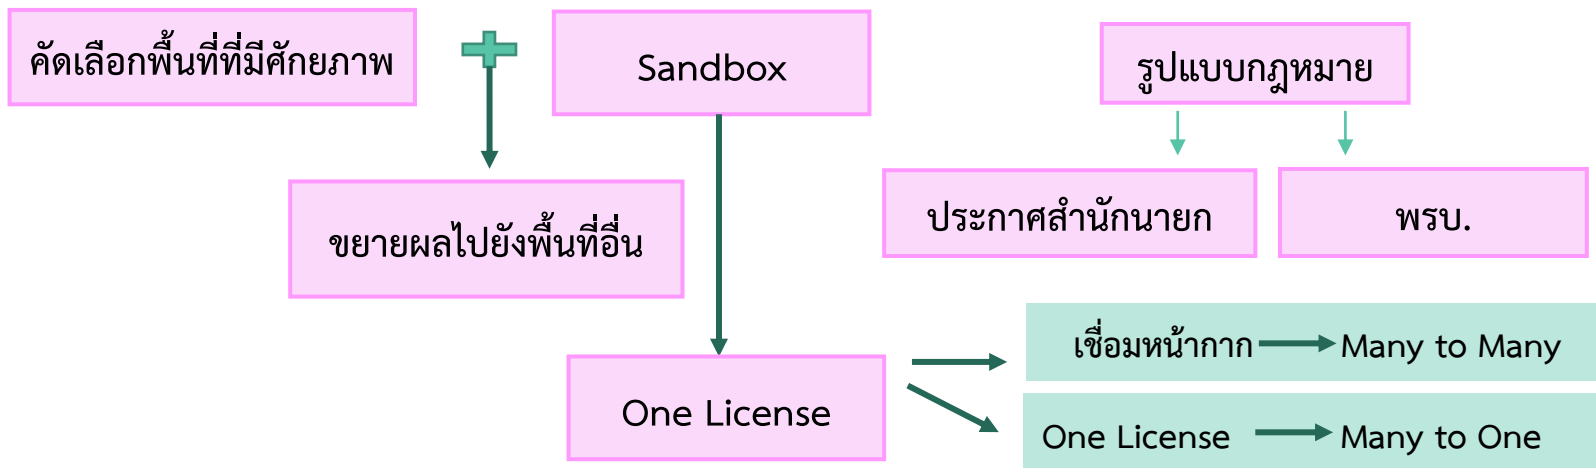 คัดเลือกพื้นที่ที่มีศักยภาพ
Sandbox
รูปแบบกฎหมาย
ขยายผลไปยังพื้นที่อื่น
ประกาศสำนักนายก
พรบ.
One License
เชื่อมหน้ากาก
Many to Many
One License
Many to One